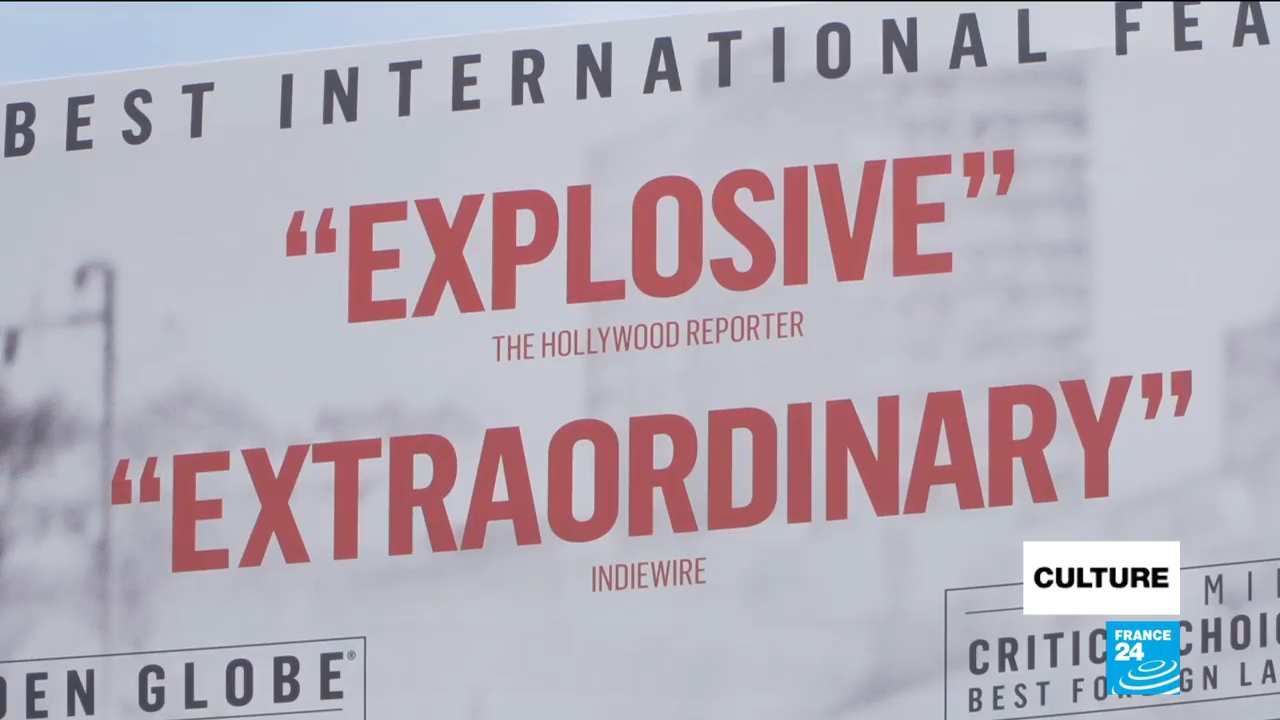 BEST INTERNATIONAL FEA
“EXPLOSIVE”
THE HOLLYWOOD REPORTER
“EXTRAORDINARY”
INDIEWIRE
CULTURE
DEN GLOBE®
CRITIC CHOIC
BEST FO GN LA
FRANCE
24